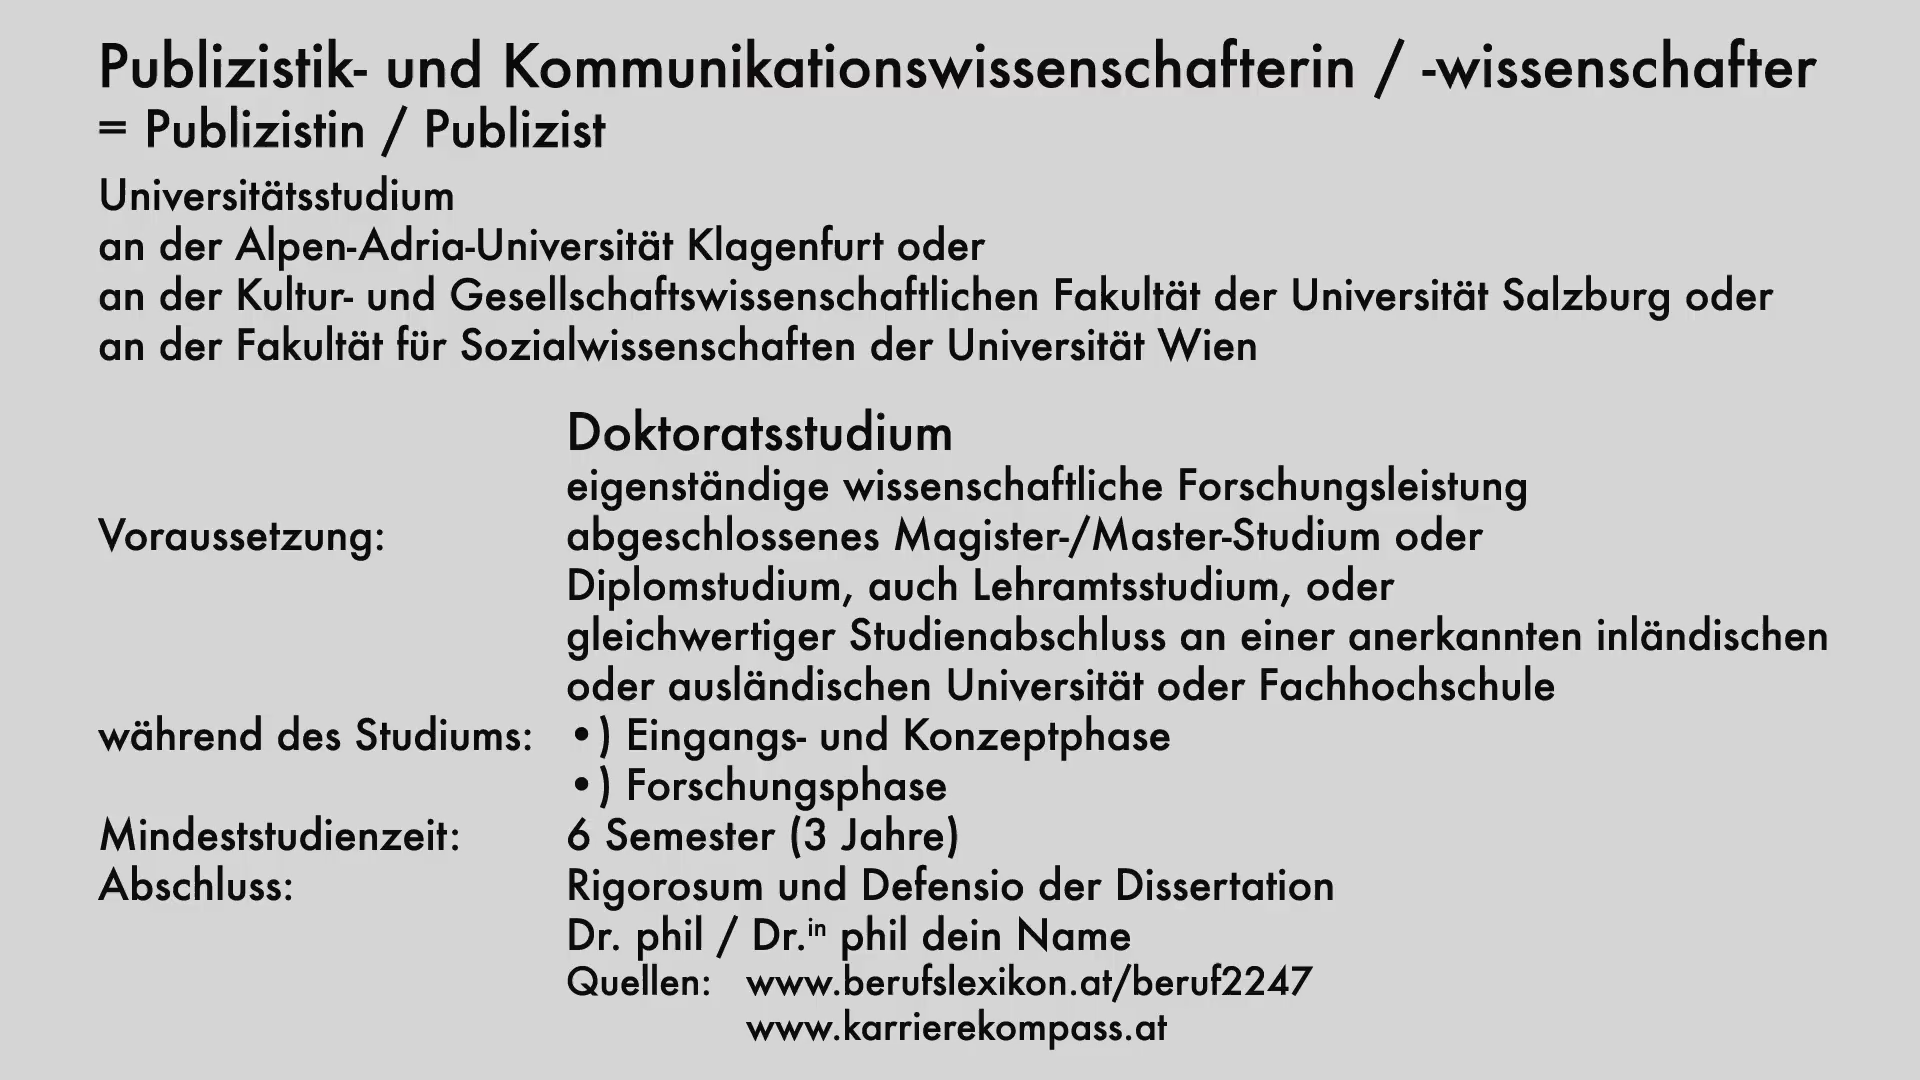 Publizistik- und Kommunikationswissenschafterin / -wissenschafter
= Publizistin / Publizist
Universitätsstudium
an der Alpen-Adria-Universität Klagenfurt oder
an der Kultur- und Gesellschaftswissenschaftlichen Fakultät der Universität Salzburg oder
an der Fakultät für Sozialwissenschaften der Universität Wien
Doktoratsstudium
eigenständige wissenschaftliche Forschungsleistung
Voraussetzung: abgeschlossenes Magister-/Master-Studium oder
Diplomstudium, auch Lehramtsstudium, oder
gleichwertiger Studienabschluss an einer anerkannten inländischen
oder ausländischen Universität oder Fachhochschule
während des Studiums: •) Eingangs- und Konzeptphase
•) Forschungsphase
Mindeststudienzeit: 6 Semester (3 Jahre)
Abschluss: Rigorosum und Defensio der Dissertation
Dr. phil / Dr.in phil dein Name
Quellen: www.berufslexikon.at/beruf2247
www.karrierekompass.at